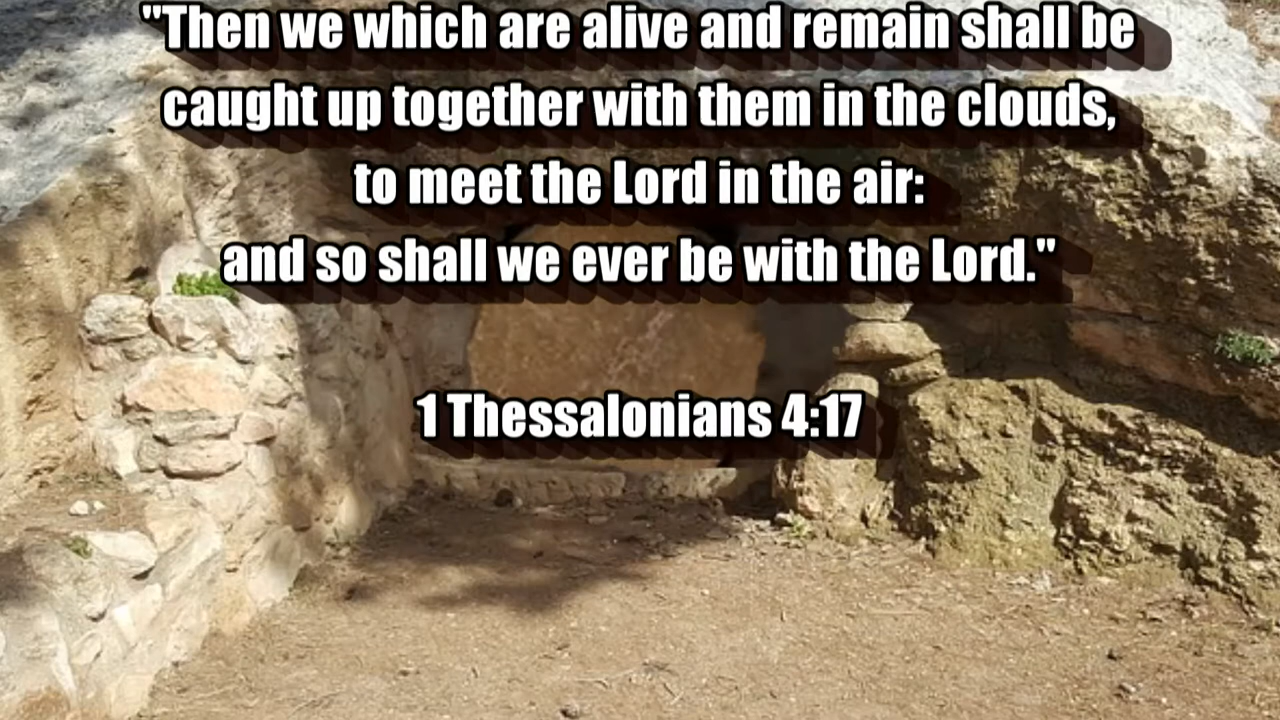 "Then we which are alive and remain shall be
caught up together with them in the clouds,
to meet the Lord in the air:
and so shall we ever be with the Lord."
1 Thessalonians 4:17